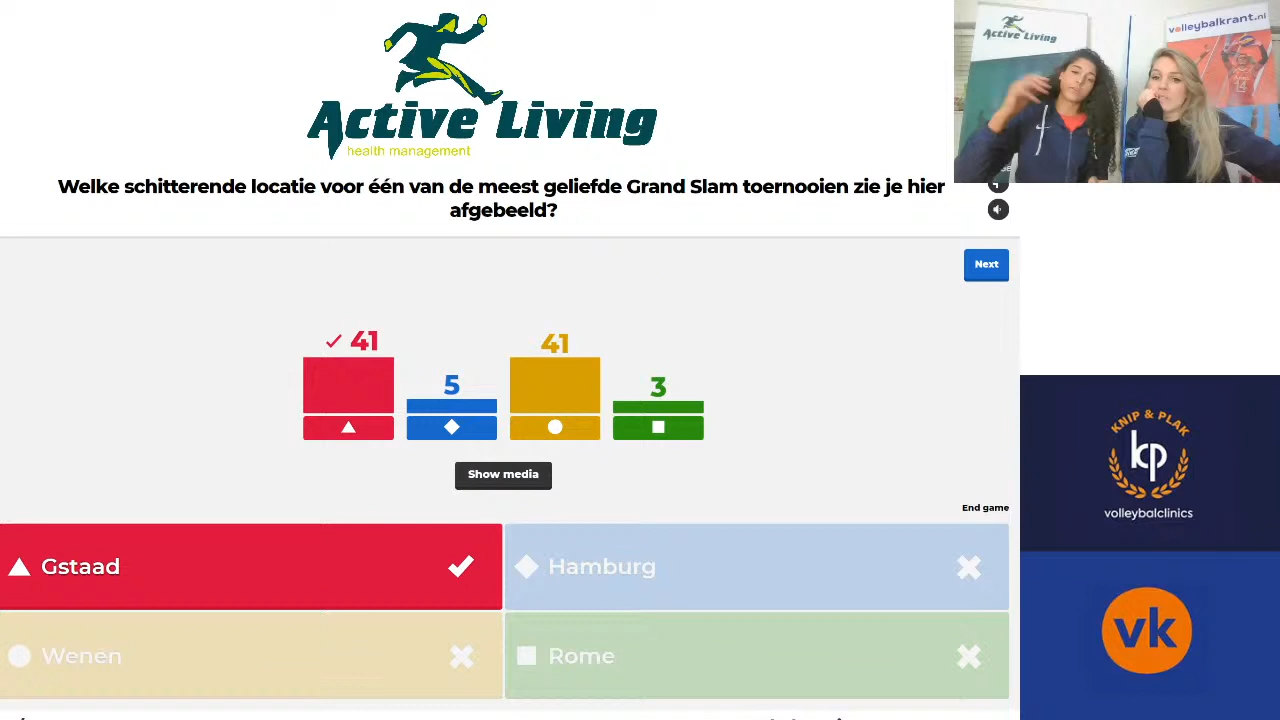 Active Living
health management
Active Living
volleybalkrant.nl
14
Welke schitterende locatie voor één van de meest geliefde Grand Slam toernooien zie je hier
afgebeeld?
Next
41
5
41
3
Show media
End game
Gstaad
Hamburg
Wenen
Rome
KNIP & PLAK
kp
volleybalclinics
vk